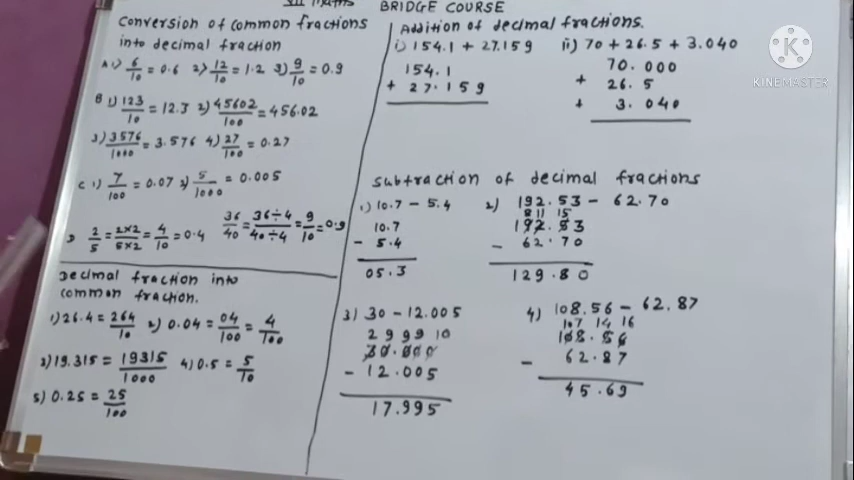 VII Maths BRIDGE COURSE
Conversion of common fractions
into decimal fraction
A 1) 6/10 = 0.6 2) 12/10 = 1.2 3) 9/10 = 0.9
B 1) 123/10 = 12.3 2) 45602/100 = 456.02
3) 3576/1000 = 3.576 4) 27/100 = 0.27
C 1) 7/100 = 0.07 2) 5/1000 = 0.005
D 2/5 = 2×2/5×2 = 4/10 = 0.4 36/40 = 36÷4/40÷4 = 9/10 = 0.9
Decimal fraction into
common fraction.
1) 26.4 = 264/10 2) 0.04 = 04/100 = 4/100
3) 19.315 = 19315/1000 4) 0.5 = 5/10
5) 0.25 = 25/100
Addition of decimal fractions.
i) 154.1 + 27.159 ii) 70 + 26.5 + 3.040
154.1
+ 27.159
70.000
+ 26.5
+ 3.040
Subtraction of decimal fractions
1) 10.7 - 5.4
10.7
- 5.4
05.3
2) 192.53 - 62.70
8 11 15
192.53
- 62.70
129.80
3) 30 - 12.005
2 9 9 9 10
30.000
- 12.005
17.995
4) 108.56 - 62.87
107 14 16
108.56
- 62.87
45.69
KINEMASTER